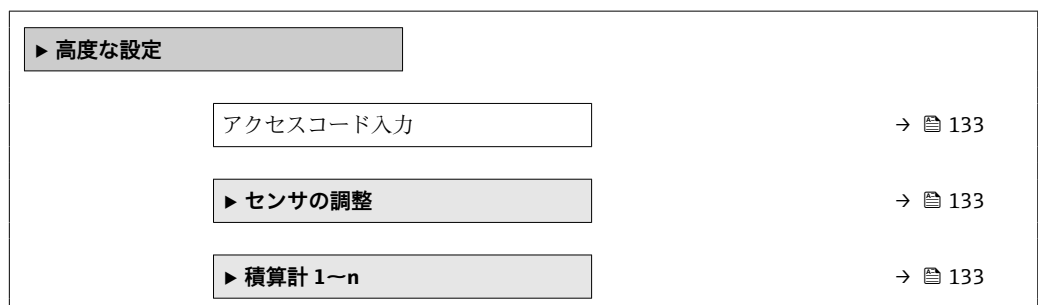 ▶ 高度な設定
アクセスコード入力 → 133
▶ センサの調整 → 133
▶ 積算計 1～n → 133